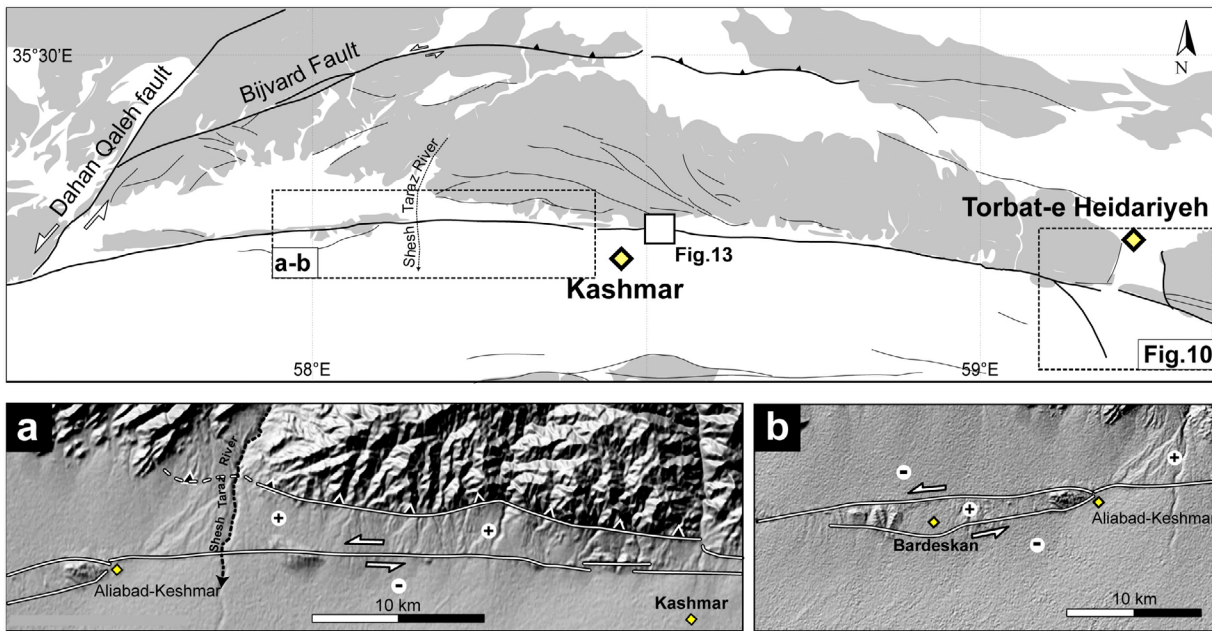 35°30'E
N
Dahan Qaleh fault
Bijvard Fault
Shesh Taraz River
Torbat-e Heidariyeh
a-b
Fig.13
Kashmar
58°E
59°E
Fig.10
a
Shesh Taraz River
+
+
Aliabad-Keshmar
-
10 km
Kashmar
b
-
+
+
Aliabad-Keshmar
Bardeskan
-
10 km